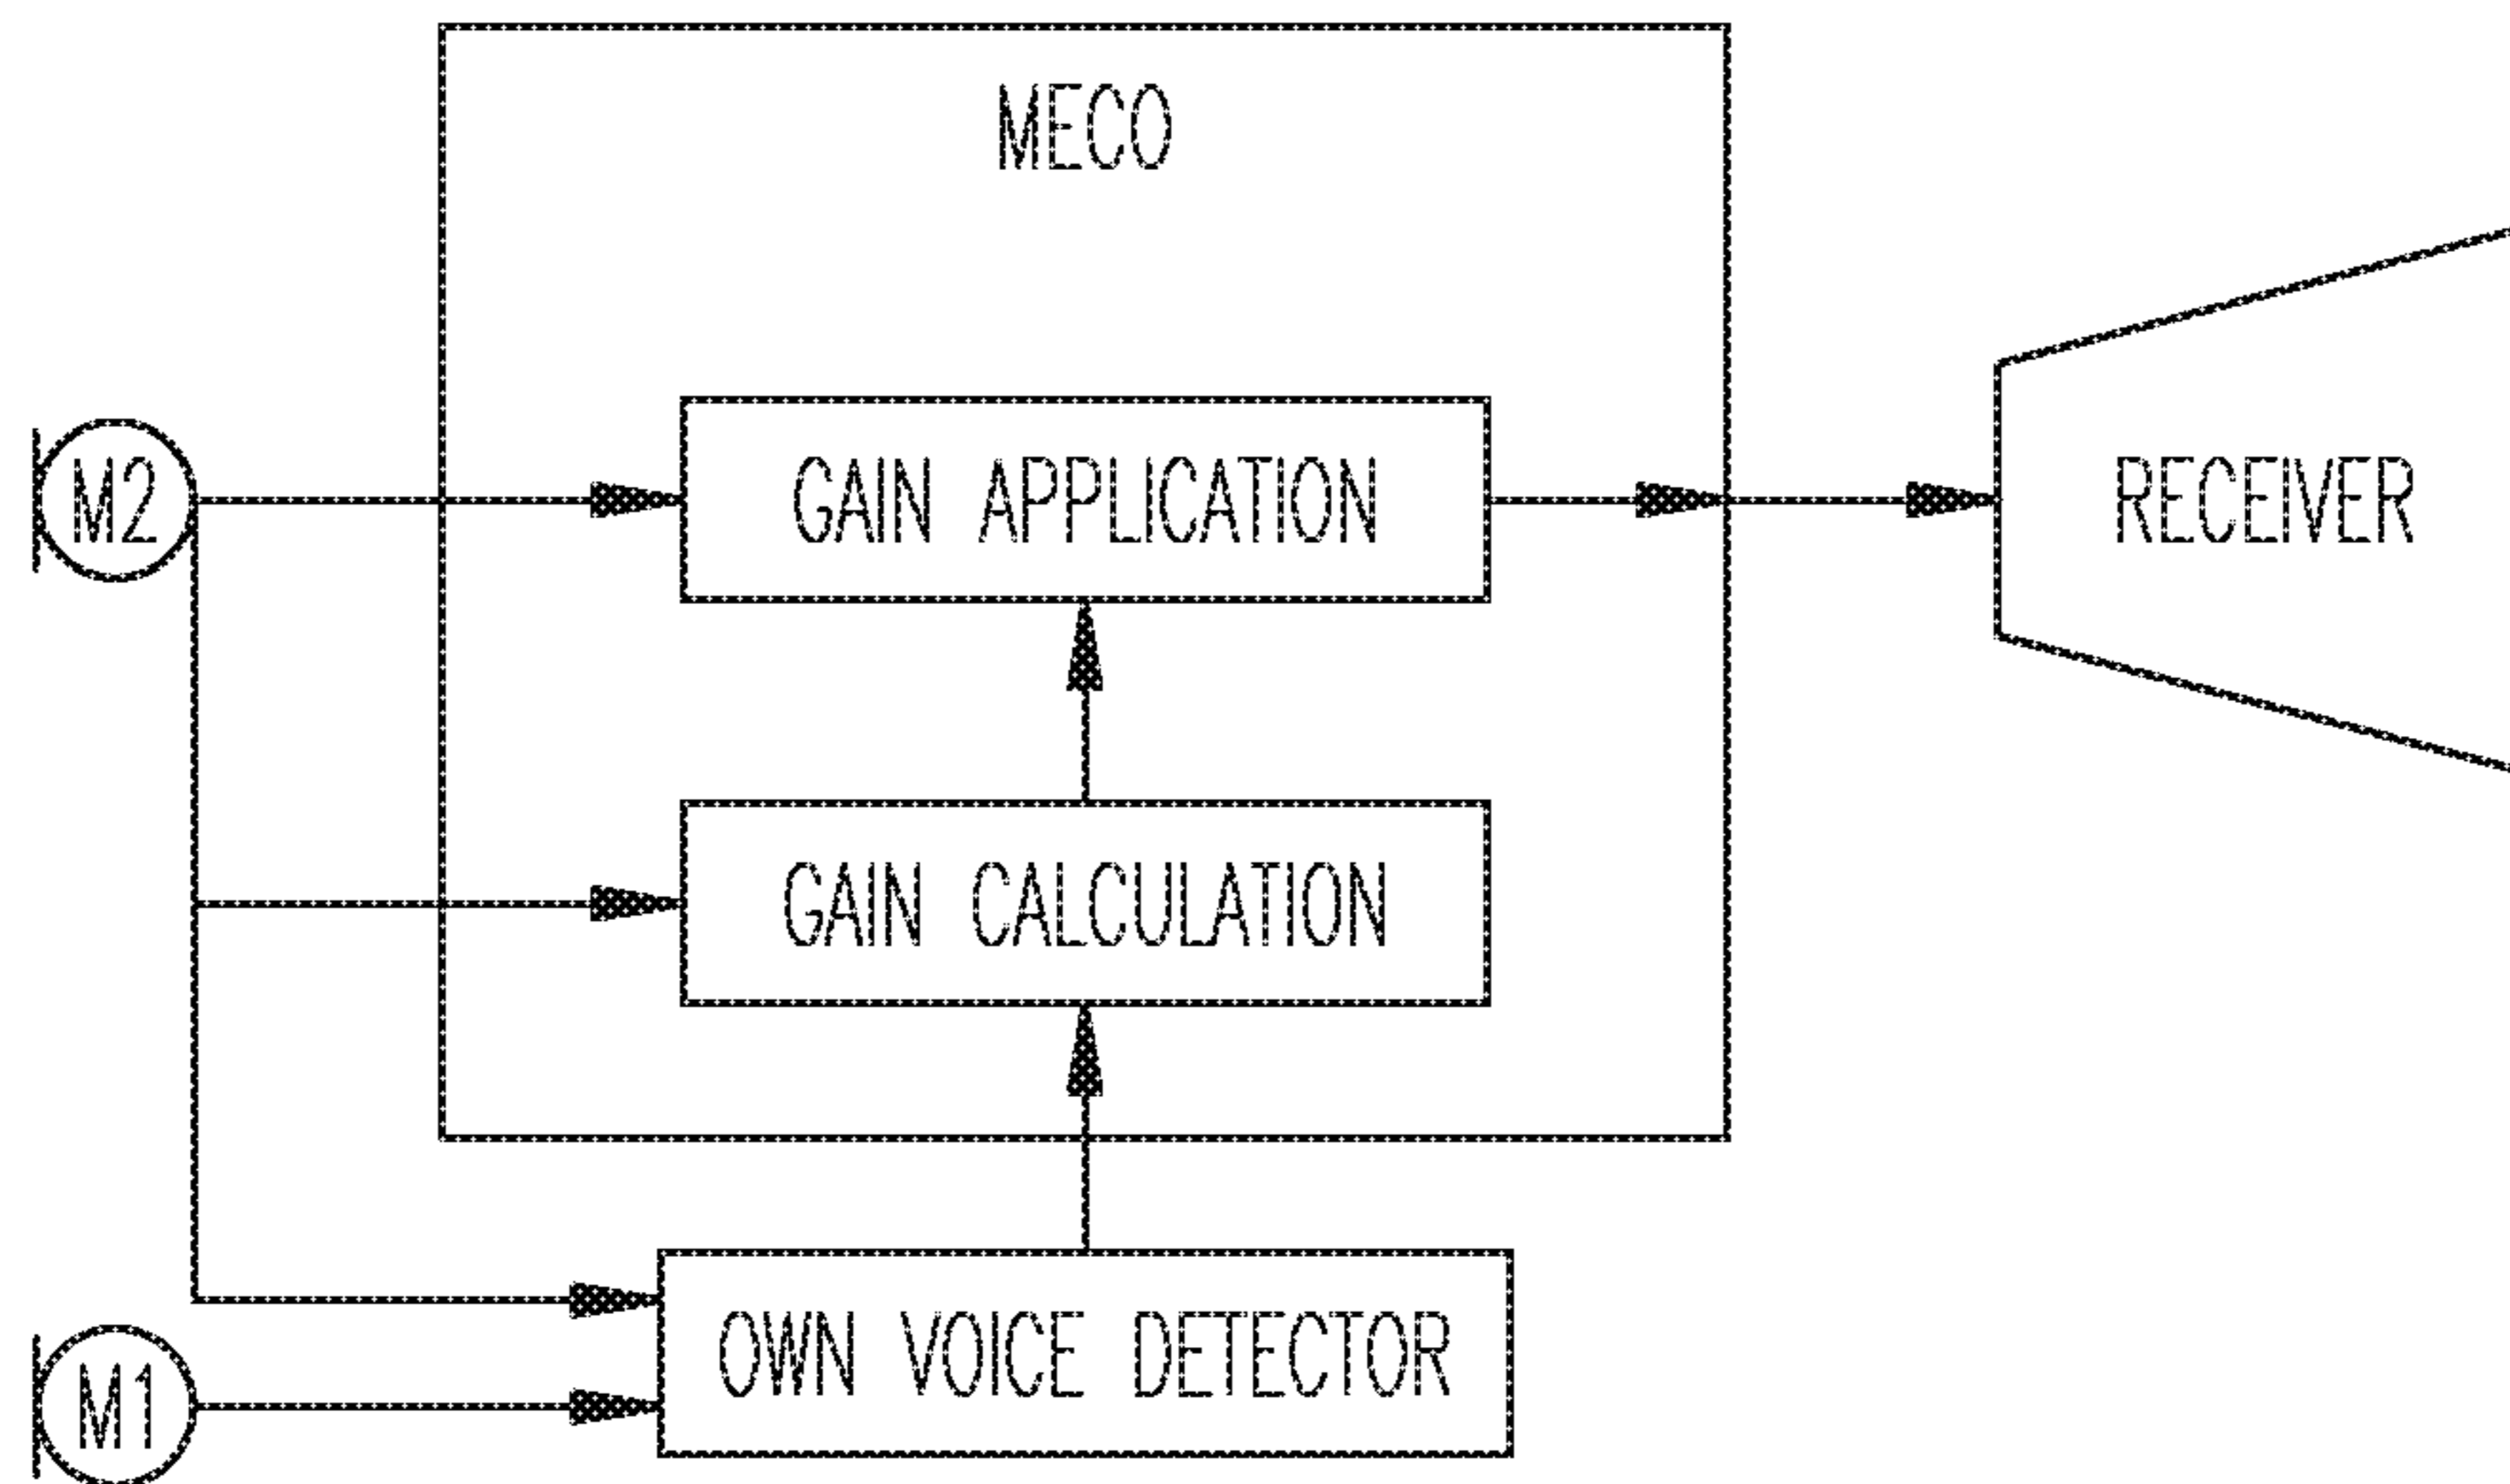 MECO
M2
GAIN APPLICATION
RECEIVER
GAIN CALCULATION
OWN VOICE DETECTOR
M1